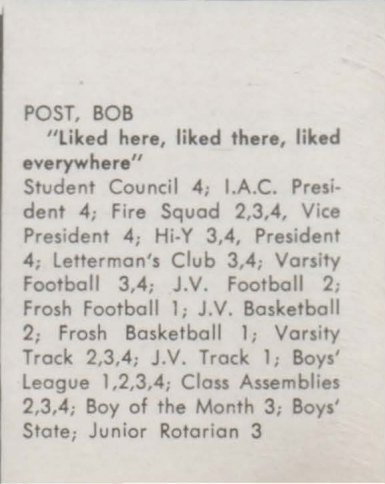 POST, BOB
"Liked here, liked there, liked
everywhere"
Student Council 4; I.A.C. Presi-
dent 4; Fire Squad 2,3,4, Vice
President 4; Hi-Y 3,4, President
4; Letterman's Club 3,4; Varsity
Football 3,4; J.V. Football 2;
Frosh Football 1; J.V. Basketball
2; Frosh Basketball 1; Varsity
Track 2,3,4; J.V. Track 1; Boys'
League 1,2,3,4; Class Assemblies
2,3,4; Boy of the Month 3; Boys'
State; Junior Rotarian 3